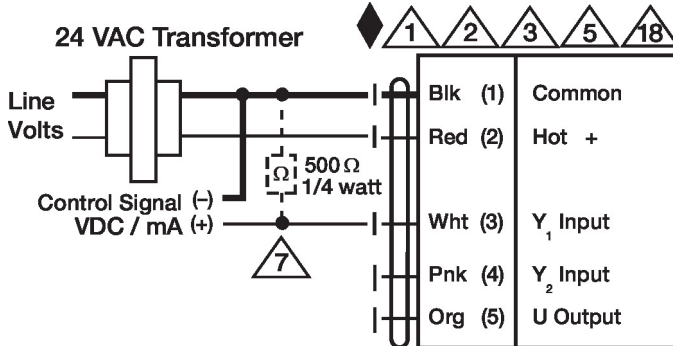 24 VAC Transformer
1 2 3 5 18
Line
Volts
Blk (1) Common
Red (2) Hot +
Ω 500 Ω
1/4 watt
Control Signal (–)
VDC / mA (+)
7
Wht (3) Y₁ Input
Pnk (4) Y₂ Input
Org (5) U Output